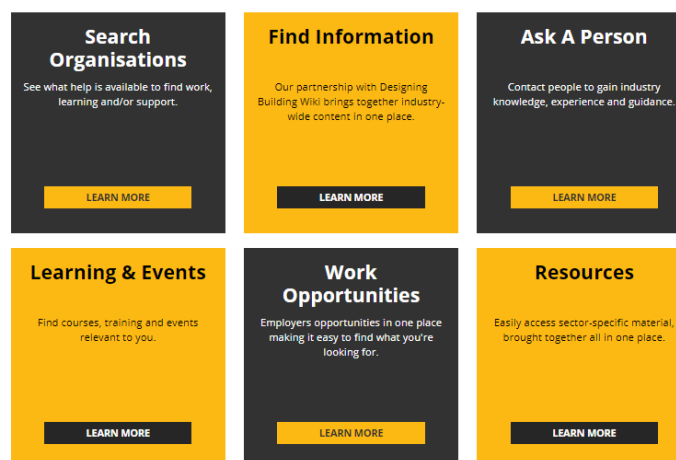 Search
Organisations
See what help is available to find work,
learning and/or support.
LEARN MORE
Find Information
Our partnership with Designing
Building Wiki brings together industry-
wide content in one place.
LEARN MORE
Ask A Person
Contact people to gain industry
knowledge, experience and guidance.
LEARN MORE
Learning & Events
Find courses, training and events
relevant to you.
LEARN MORE
Work
Opportunities
Employers opportunities in one place
making it easy to find what you're
looking for.
LEARN MORE
Resources
Easily access sector-specific material,
brought together all in one place.
LEARN MORE